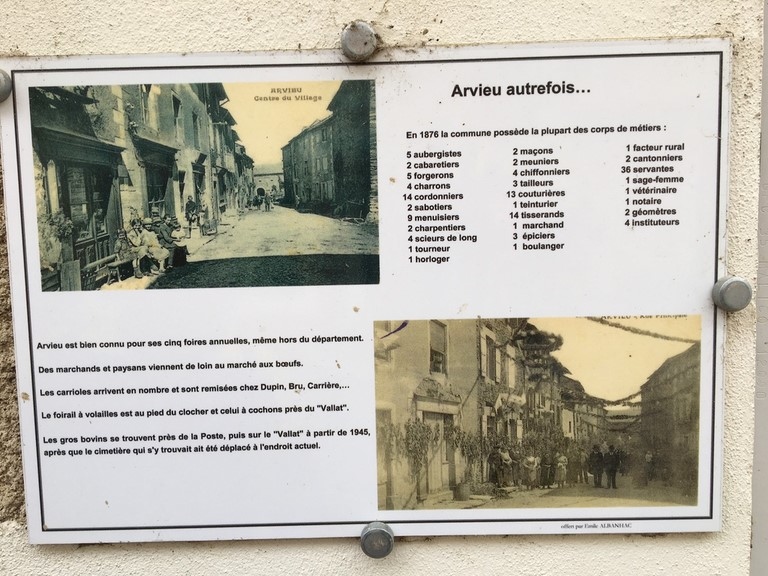 ARVIEU
Centre du Village
Arvieu autrefois...
En 1876 la commune possède la plupart des corps de métiers :
5 aubergistes
2 cabaretiers
5 forgerons
4 charrons
14 cordonniers
2 sabotiers
9 menuisiers
2 charpentiers
4 scieurs de long
1 tourneur
1 horloger
2 maçons
2 meuniers
4 chiffonniers
3 tailleurs
13 couturières
1 teinturier
14 tisserands
1 marchand
3 épiciers
1 boulanger
1 facteur rural
2 cantonniers
36 servantes
1 sage-femme
1 vétérinaire
1 notaire
2 géomètres
4 instituteurs
Arvieu est bien connu pour ses cinq foires annuelles, même hors du département.
Des marchands et paysans viennent de loin au marché aux bœufs.
Les carrioles arrivent en nombre et sont remisées chez Dupin, Bru, Carrière,...
Le foirail à volailles est au pied du clocher et celui à cochons près du "Vallat".
Les gros bovins se trouvent près de la Poste, puis sur le "Vallat" à partir de 1945,
après que le cimetière qui s'y trouvait ait été déplacé à l'endroit actuel.
ARVIEU - Rue Principale
offert par Emile ALBANHAC